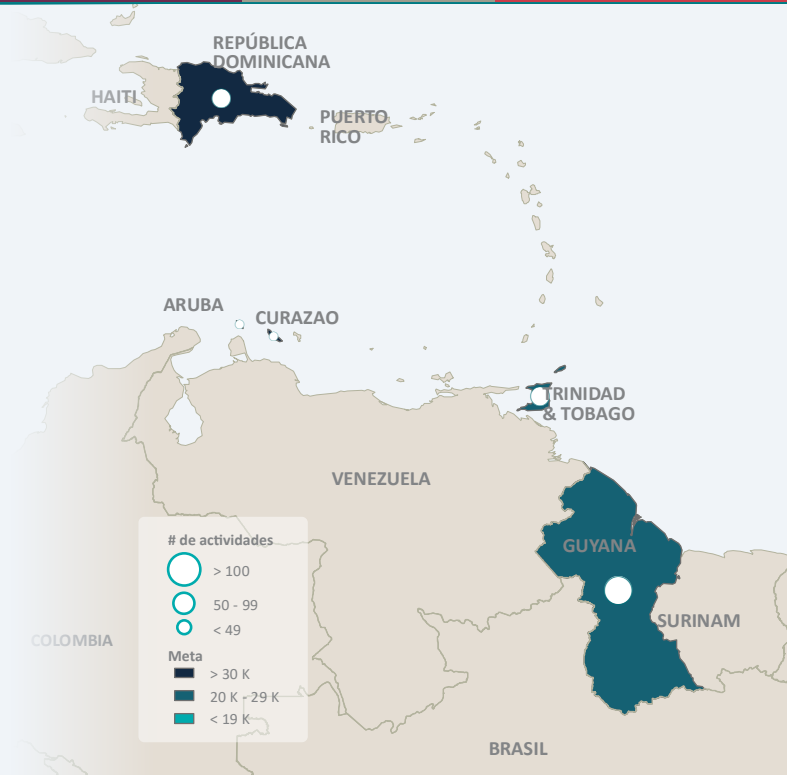 REPÚBLICA
DOMINICANA
HAITI
PUERTO
RICO
ARUBA
CURAZAO
TRINIDAD
& TOBAGO
VENEZUELA
GUYANA
SURINAM
COLOMBIA
BRASIL
# de actividades
> 100
50 - 99
< 49
Meta
> 30 K
20 K - 29 K
< 19 K